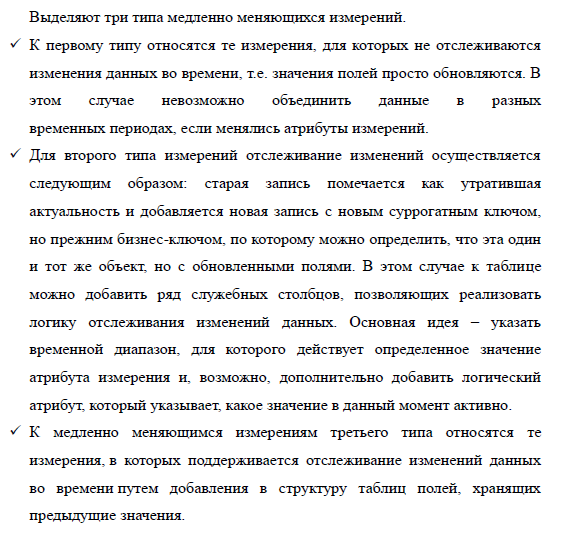 Выделяют три типа медленно меняющихся измерений.
✓ К первому типу относятся те измерения, для которых не отслеживаются
изменения данных во времени, т.е. значения полей просто обновляются. В
этом случае невозможно объединить данные в разных
временных периодах, если менялись атрибуты измерений.
✓ Для второго типа измерений отслеживание изменений осуществляется
следующим образом: старая запись помечается как утратившая
актуальность и добавляется новая запись с новым суррогатным ключом,
но прежним бизнес-ключом, по которому можно определить, что эта один
и тот же объект, но с обновленными полями. В этом случае к таблице
можно добавить ряд служебных столбцов, позволяющих реализовать
логику отслеживания изменений данных. Основная идея – указать
временной диапазон, для которого действует определенное значение
атрибута измерения и, возможно, дополнительно добавить логический
атрибут, который указывает, какое значение в данный момент активно.
✓ К медленно меняющимся измерениям третьего типа относятся те
измерения, в которых поддерживается отслеживание изменений данных
во времени путем добавления в структуру таблиц полей, хранящих
предыдущие значения.